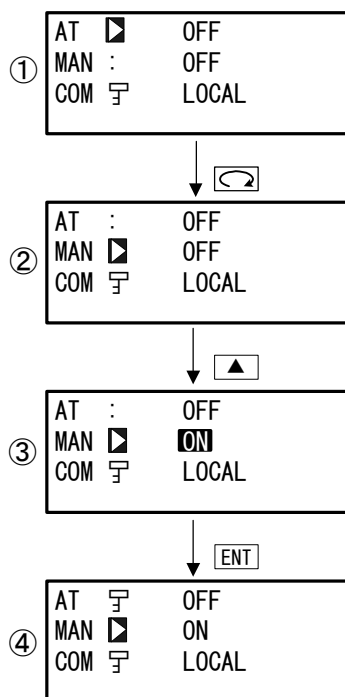 ①
AT ▶ OFF
MAN : OFF
COM LOCAL
②
AT : OFF
MAN ▶ OFF
COM LOCAL
▲
③
AT : OFF
MAN ▶ ON
COM LOCAL
ENT
④
AT OFF
MAN ▶ ON
COM LOCAL